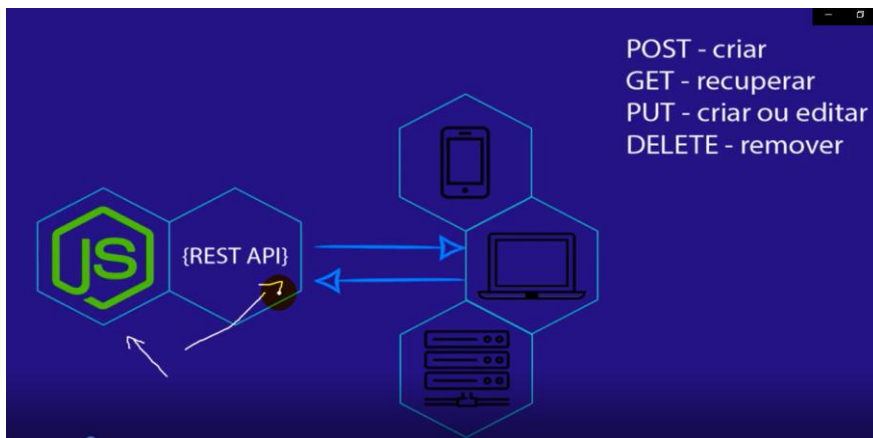 POST - criar
GET - recuperar
PUT - criar ou editar
DELETE - remover
JS
{REST API}